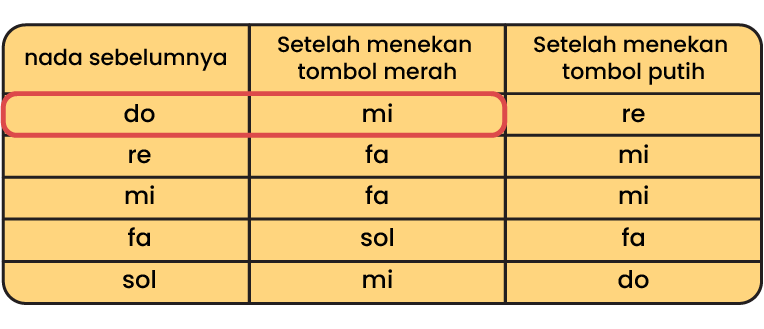 nada sebelumnya
Setelah menekan
tombol merah
Setelah menekan
tombol putih
do mi re
re fa mi
mi fa mi
fa sol fa
sol mi do